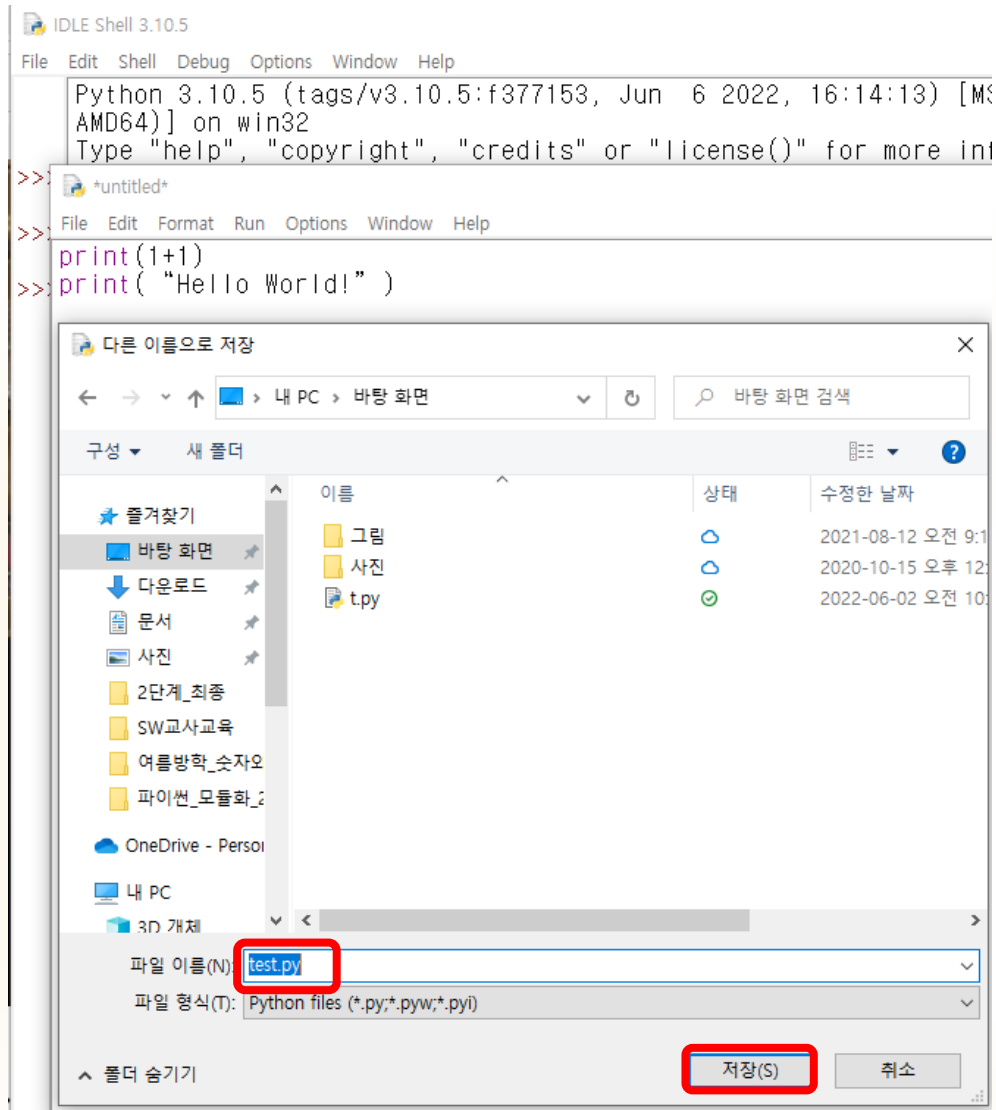 IDLE Shell 3.10.5
File Edit Shell Debug Options Window Help
Python 3.10.5 (tags/v3.10.5:f377153, Jun 6 2022, 16:14:13) [MS
AMD64)] on win32
Type "help", "copyright", "credits" or "license()" for more inf
>>>
*untitled*
File Edit Format Run Options Window Help
>>>
print(1+1)
>>>
print( “Hello World!” )
다른 이름으로 저장
내 PC 바탕 화면
바탕 화면 검색
구성 새 폴더
이름 상태 수정한 날짜
즐겨찾기
그림 2021-08-12 오전 9:1
바탕 화면
사진 2020-10-15 오후 12:
다운로드
t.py 2022-06-02 오전 10:
문서
사진
2단계_최종
SW교사교육
여름방학_숫자와
파이썬_모듈화_2
OneDrive - Person
내 PC
3D 개체
파일 이름(N): test.py
파일 형식(T): Python files (*.py;*.pyw;*.pyi)
폴더 숨기기
저장(S) 취소